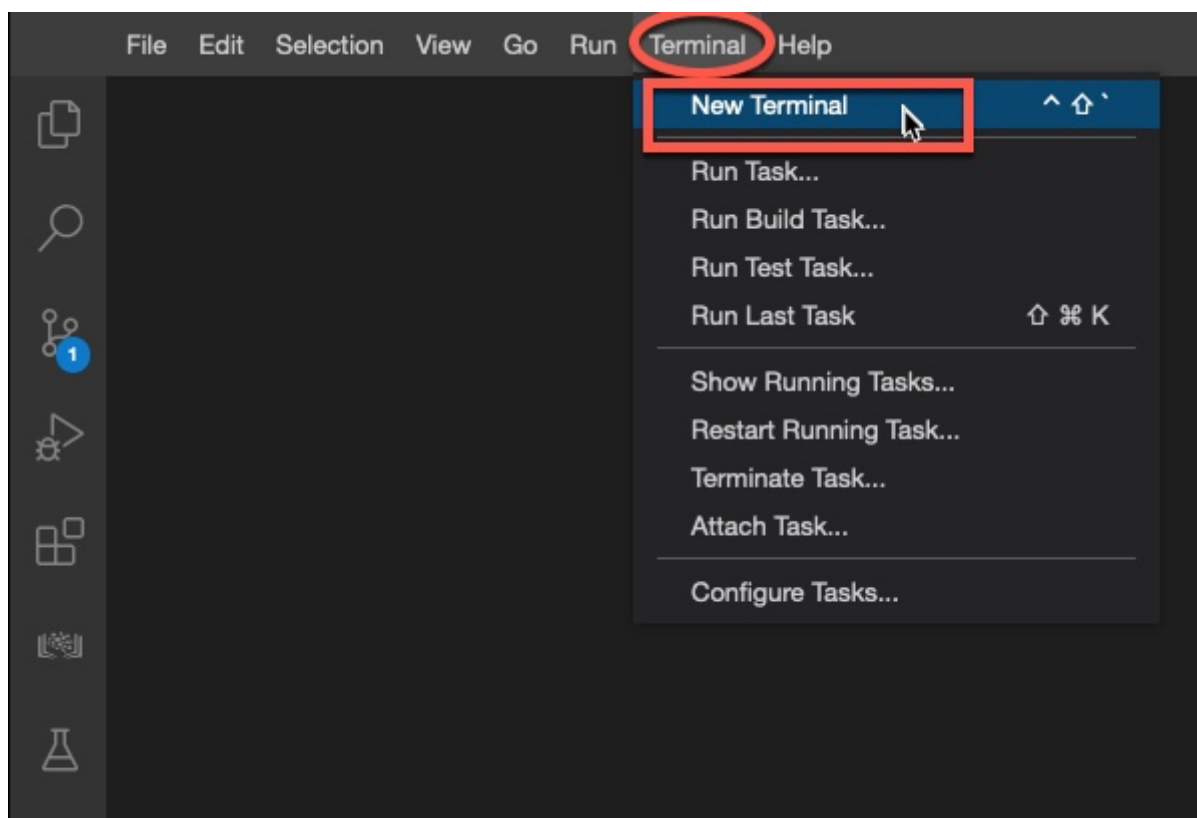 File Edit Selection View Go Run Terminal Help
New Terminal ^ ⇧ `
Run Task...
Run Build Task...
Run Test Task...
Run Last Task ⇧ ⌘ K
1
Show Running Tasks...
Restart Running Task...
Terminate Task...
Attach Task...
Configure Tasks...